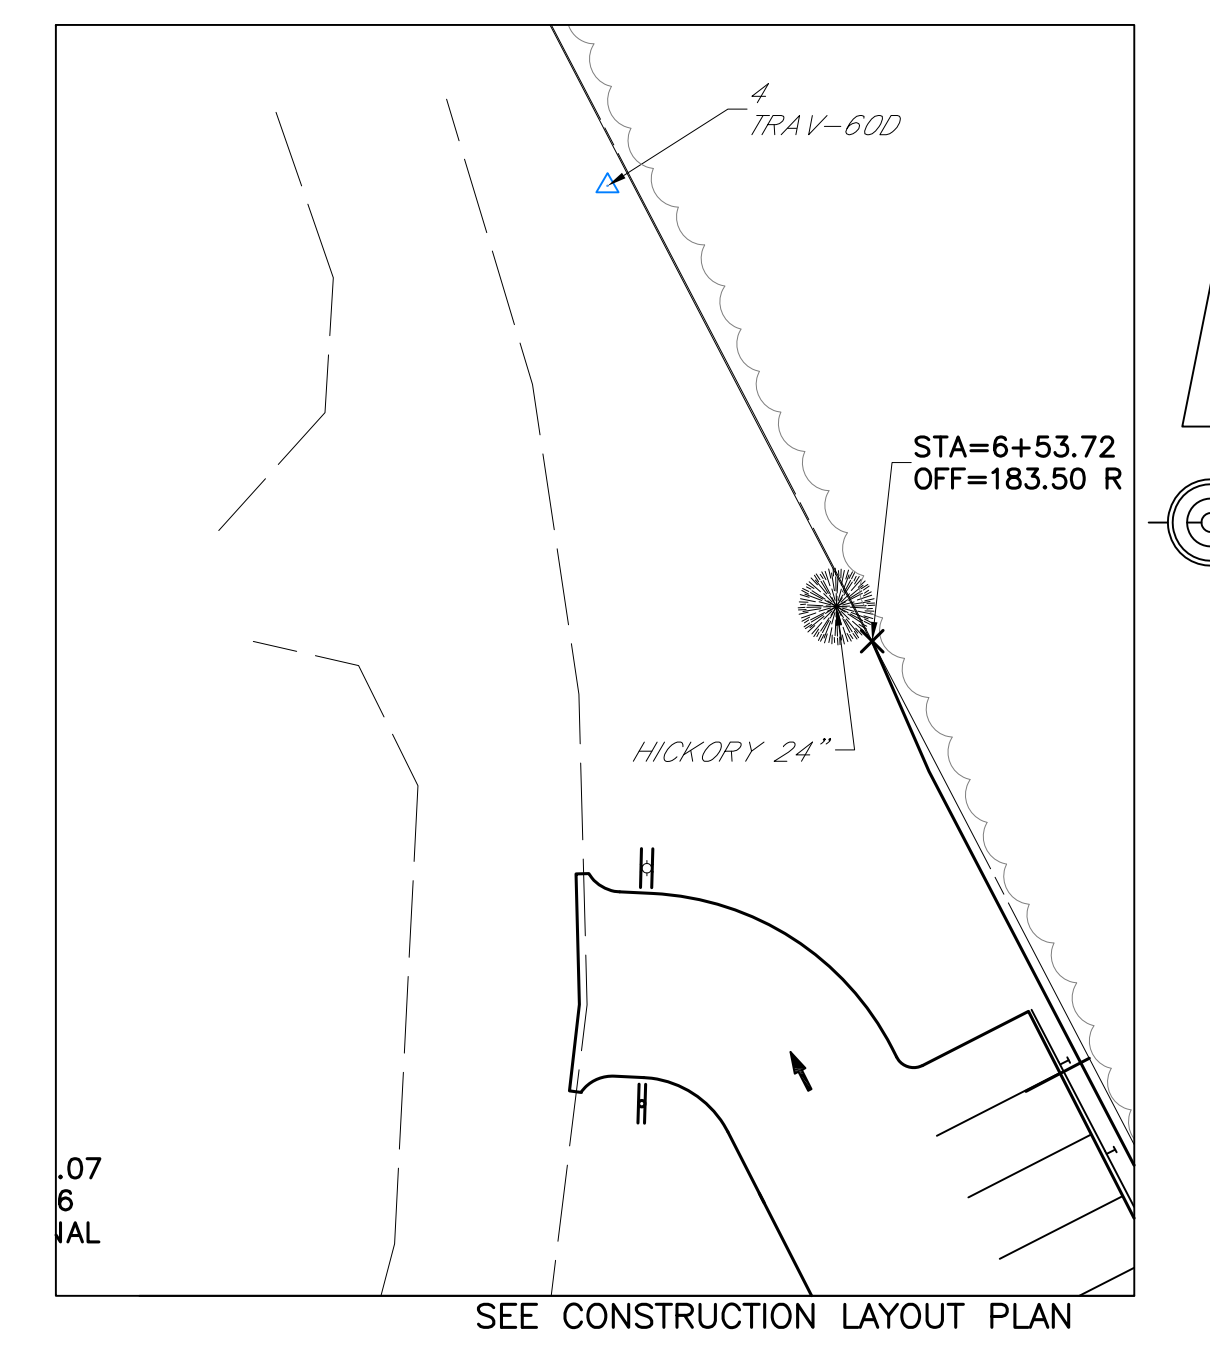 4
TRAV-60D
STA=6+53.72
OFF=183.50 R
HICKORY 24"
.07
6
NAL
SEE CONSTRUCTION LAYOUT PLAN